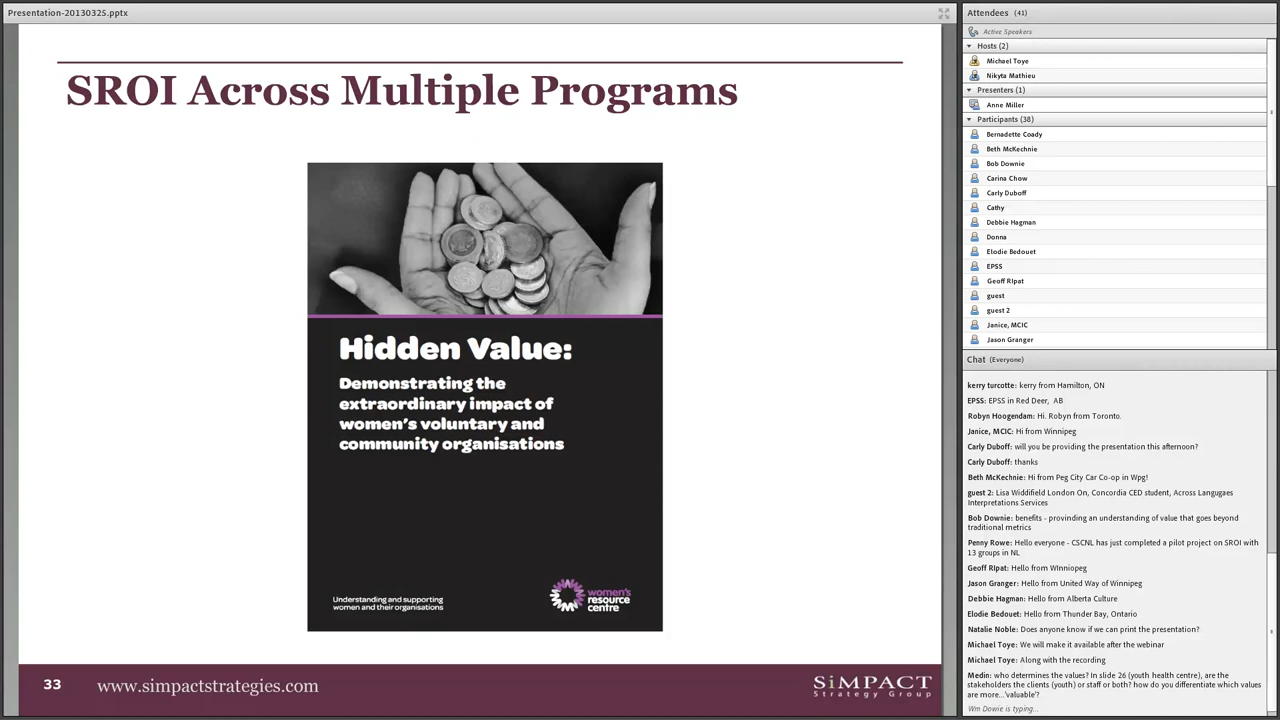 Presentation-20130325.pptx
SROI Across Multiple Programs
Hidden Value:
Demonstrating the
extraordinary impact of
women's voluntary and
community organisations
Understanding and supporting
women and their organisations
women's
resource
centre
33
www.simpactstrategies.com
SiMPACT
Strategy Group
Attendees (41)
Active Speakers
Hosts (2)
Michael Toye
Nikyta Mathieu
Presenters (1)
Anne Miller
Participants (38)
Bernadette Coady
Beth McKechnie
Bob Downie
Carina Chow
Carly Duboff
Cathy
Debbie Hagman
Donna
Elodie Bedouet
EPSS
Geoff RIpat
guest
guest 2
Janice, MCIC
Jason Granger
Chat (Everyone)
kerry turcotte: kerry from Hamilton, ON
EPSS: EPSS in Red Deer, AB
Robyn Hoogendam: Hi. Robyn from Toronto.
Janice, MCIC: Hi from Winnipeg
Carly Duboff: will you be providing the presentation this afternoon?
Carly Duboff: thanks
Beth McKechnie: Hi from Peg City Car Co-op in Wpg!
guest 2: Lisa Widdifield London On, Concordia CED student, Across Langugaes
Interpretations Services
Bob Downie: benefits - provinding an understanding of value that goes beyond
traditional metrics
Penny Rowe: Hello everyone - CSCNL has just completed a pilot project on SROI with
13 groups in NL
Geoff RIpat: Hello from WInniopeg
Jason Granger: Hello from United Way of Winnipeg
Debbie Hagman: Hello from Alberta Culture
Elodie Bedouet: Hello from Thunder Bay, Ontario
Natalie Noble: Does anyone know if we can print the presentation?
Michael Toye: We will make it available after the webinar
Michael Toye: Along with the recording
Medin: who determines the values? In slide 26 (youth health centre), are the
stakeholders the clients (youth) or staff or both? how do you differentiate which values
are more...'valuable'?
Wm Dowie is typing...